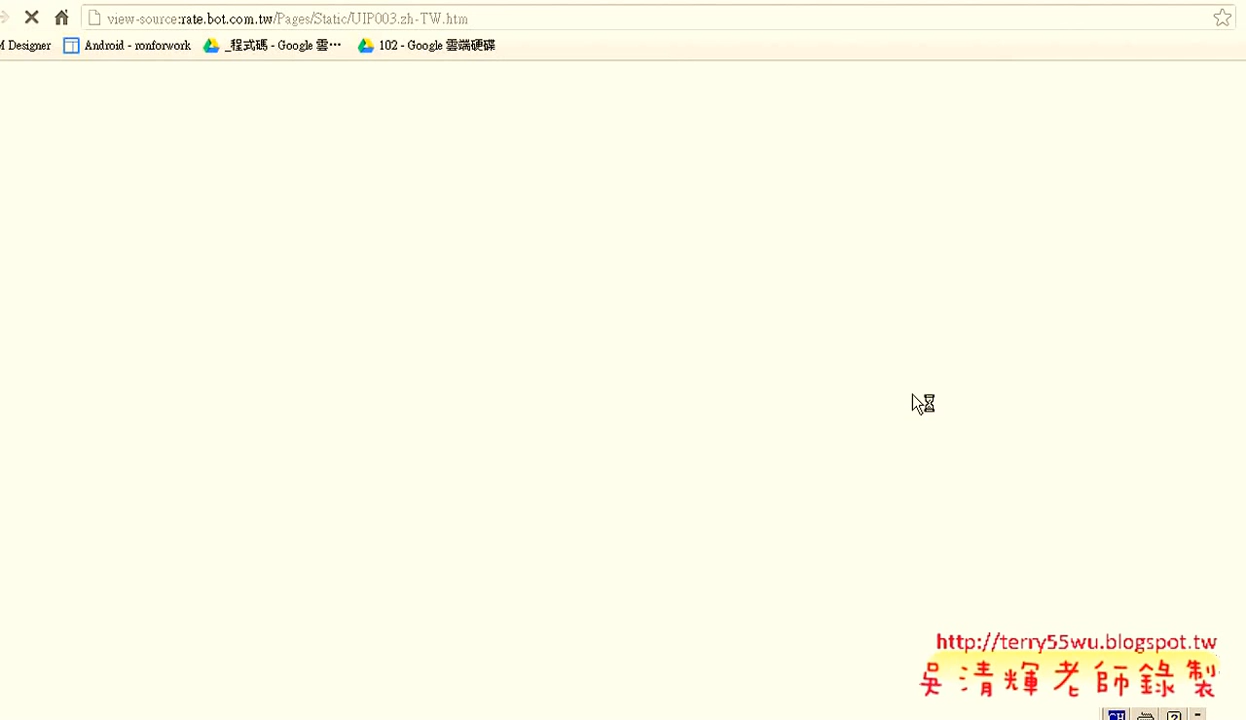 view-source:rate.bot.com.tw/Pages/Static/UIP003.zh-TW.htm
M Designer Android - ronforwork _程式碼 - Google 雲… 102 - Google 雲端硬碟
http://terry55wu.blogspot.tw
吳清輝老師錄製
CH